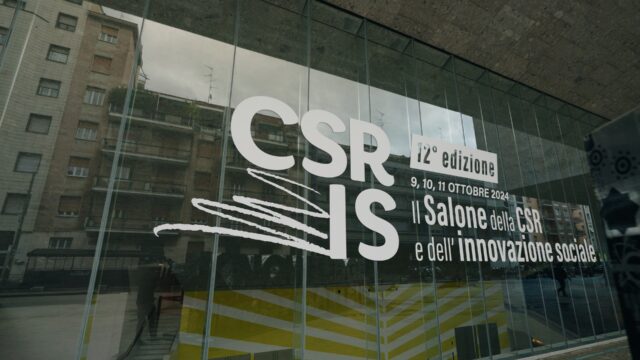 CSR
IS
12° edizione
9, 10, 11 OTTOBRE 2024
Il Salone della CSR
e dell' innovazione sociale